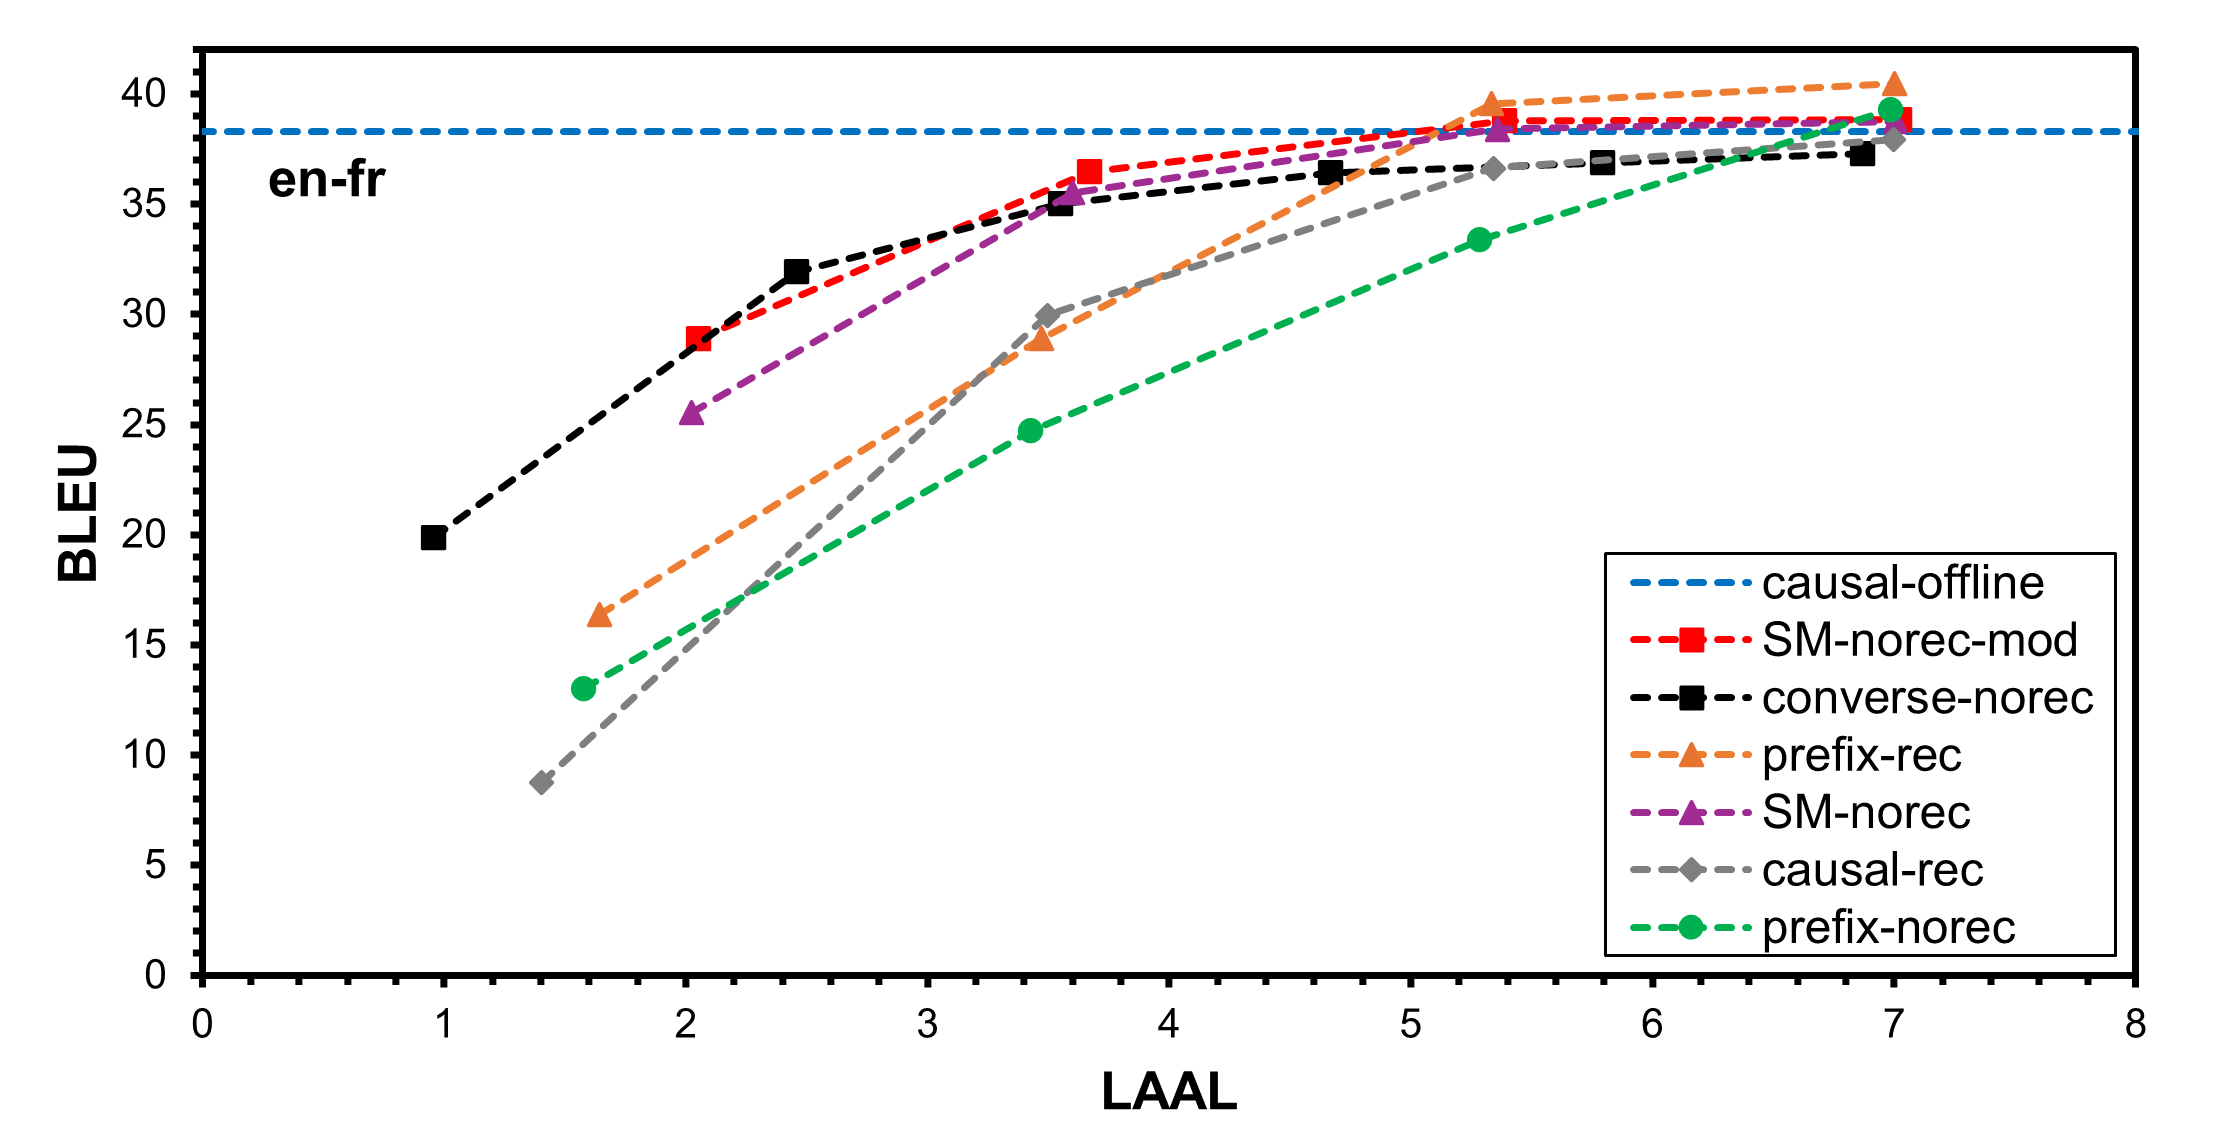 en-fr
BLEU
40
35
30
25
20
15
10
5
0
0 1 2 3 4 5 6 7 8
LAAL
causal-offline
SM-norec-mod
converse-norec
prefix-rec
SM-norec
causal-rec
prefix-norec